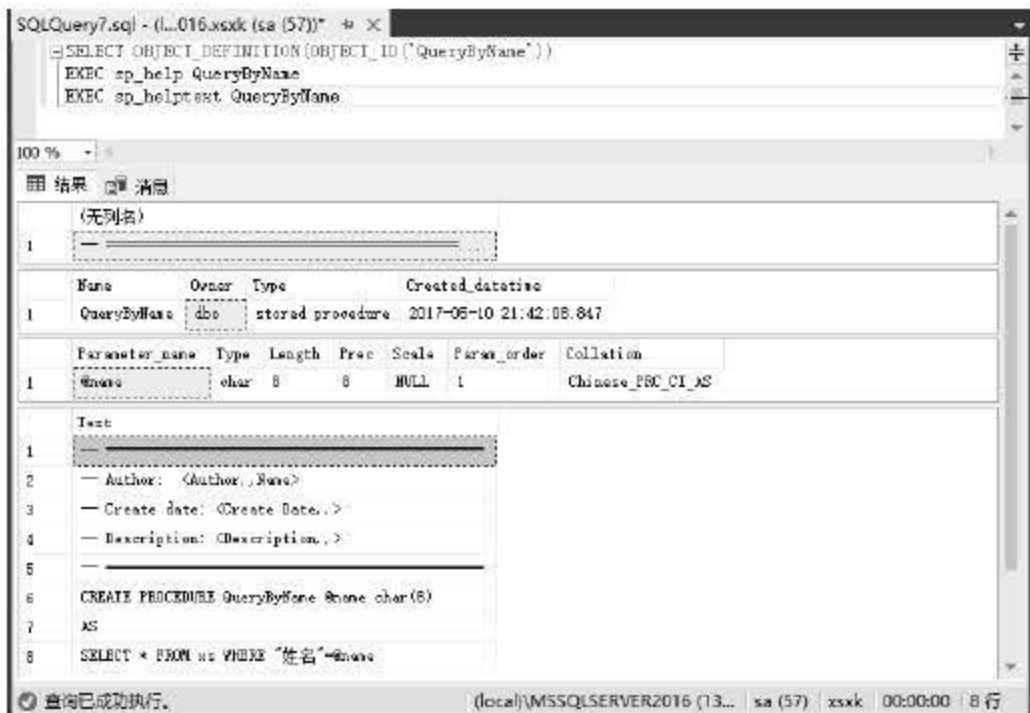 SQLQuery7.sql - (l...016.xsxk (sa (57))*
SELECT OBJECT_DEFINITION(OBJECT_ID('QueryByName'))
EXEC sp_help QueryByName
EXEC sp_helptext QueryByName
100 %
结果 消息
(无列名)
1 -- ================================== ...
Name Owner Type Created_datetime
1 QueryByName dbo stored procedure 2017-05-10 21:42:08.847
Parameter_name Type Length Prec Scale Param_order Collation
1 @name char 8 8 NULL 1 Chinese_PRC_CI_AS
Text
1 -- ==================================
2 -- Author: <Author,,Name>
3 -- Create date: <Create Date,,>
4 -- Description: <Description,,>
5 -- ==================================
6 CREATE PROCEDURE QueryByName @name char(8)
7 AS
8 SELECT * FROM xs WHERE "姓名"=@name
查询已成功执行。 (local)\MSSQLSERVER2016 (13... sa (57) xsxk 00:00:00 8 行